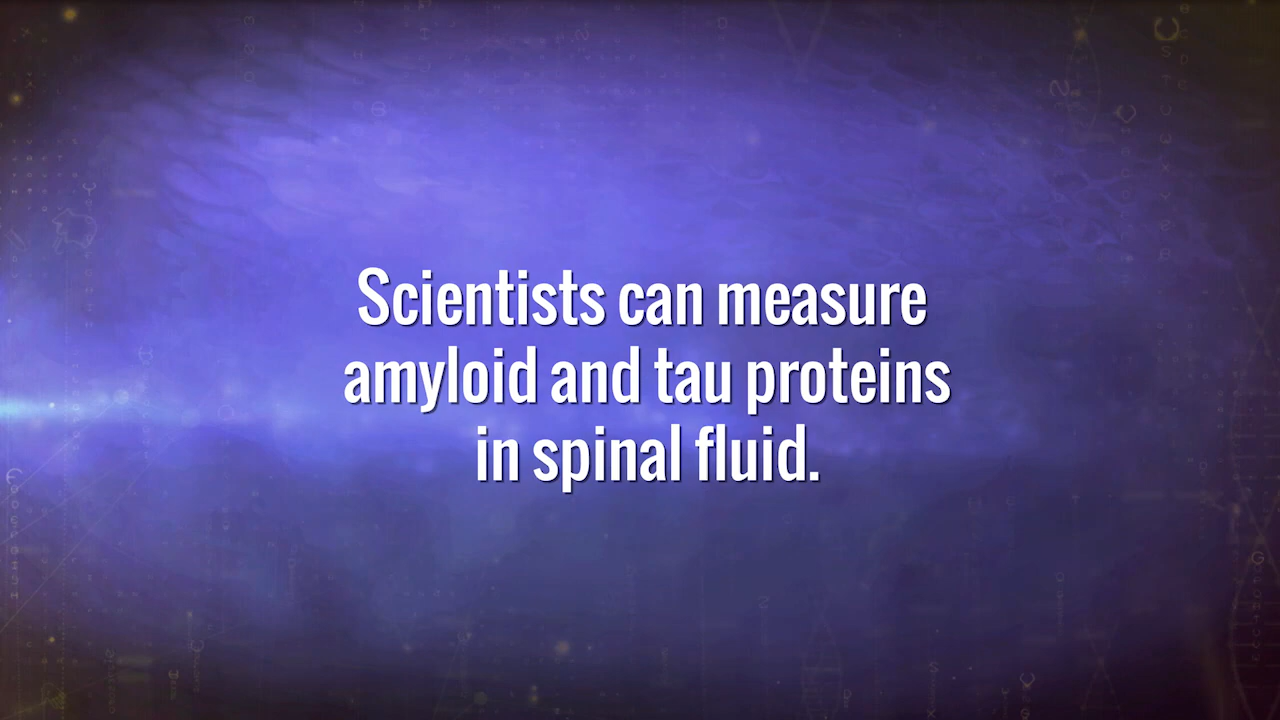 Scientists can measure
amyloid and tau proteins
in spinal fluid.